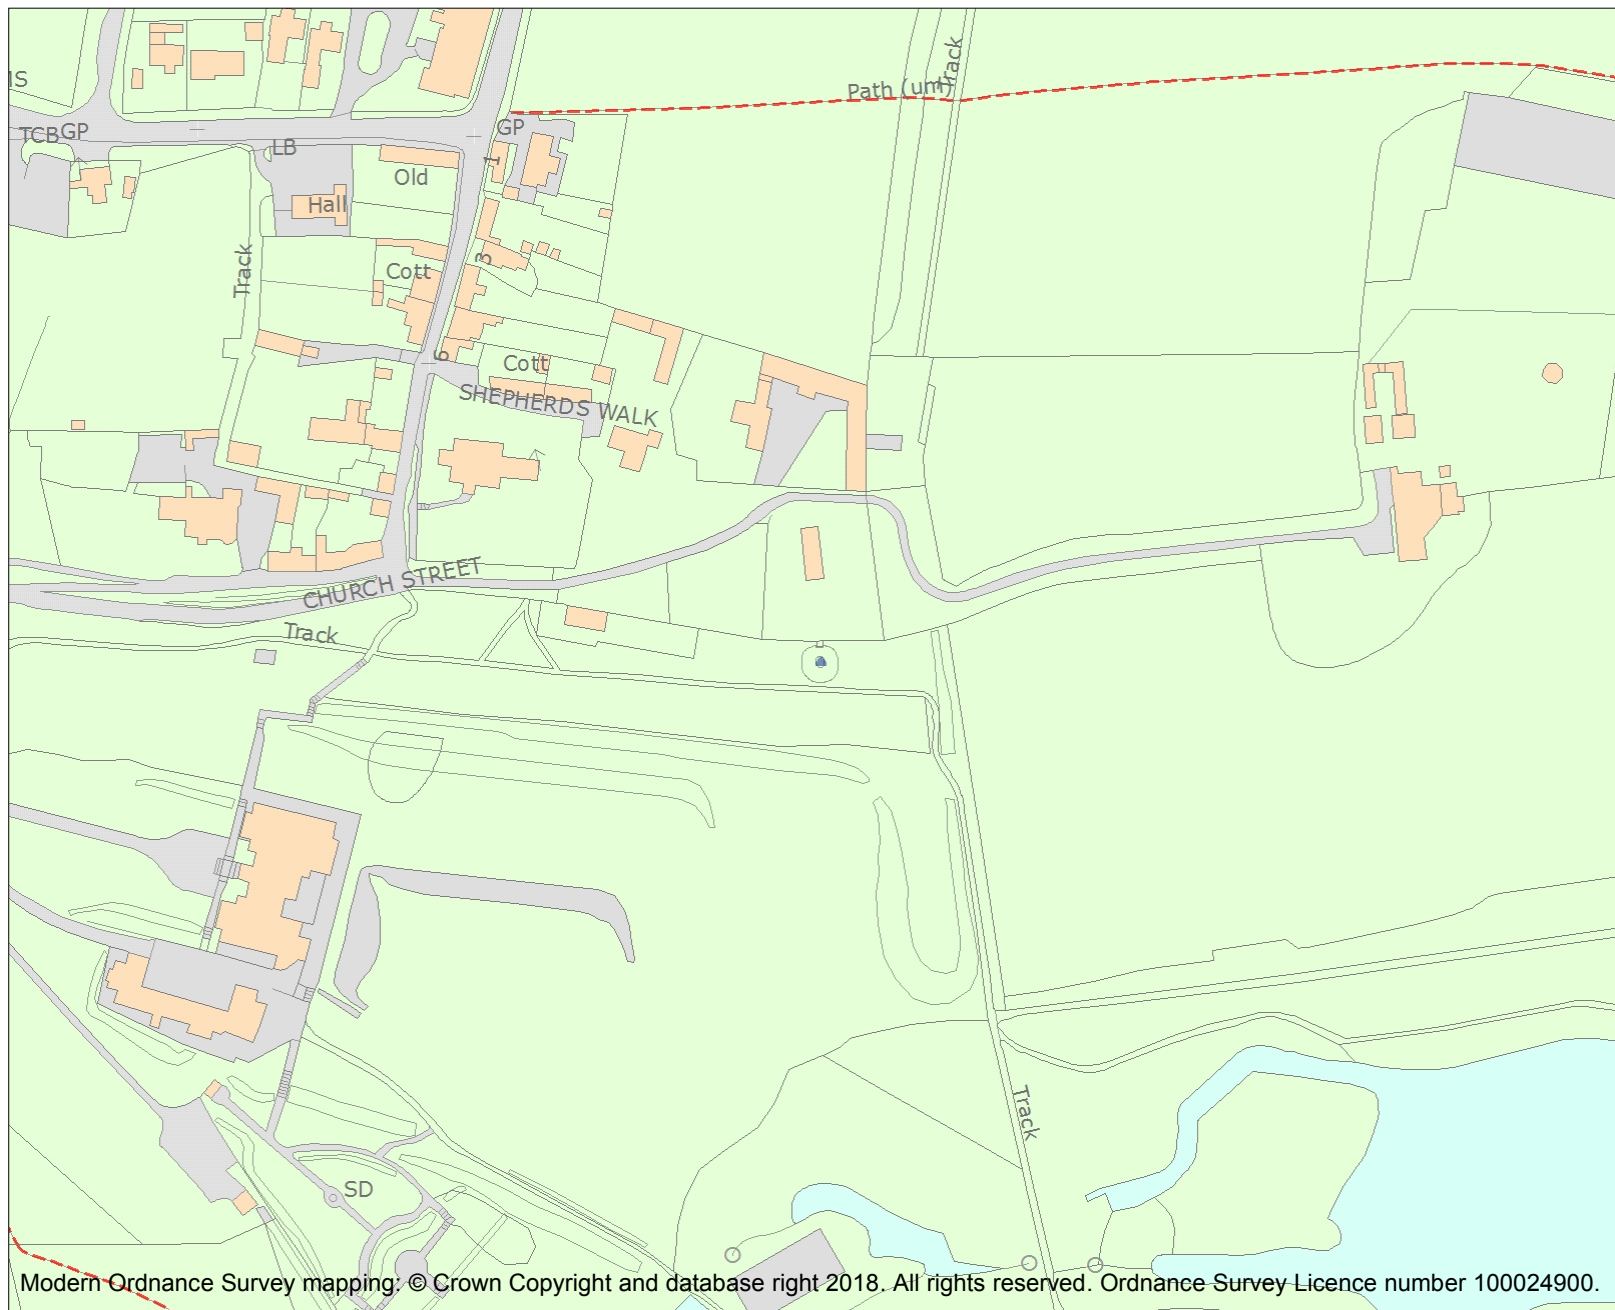 Track
Path (um)
TCB
GP
GP
LB
1
Old
Hall
Track
3
Cott
6
Cott
SHEPHERDS WALK
CHURCH STREET
Track
Track
SD
Modern Ordnance Survey mapping: © Crown Copyright and database right 2018. All rights reserved. Ordnance Survey Licence number 100024900.